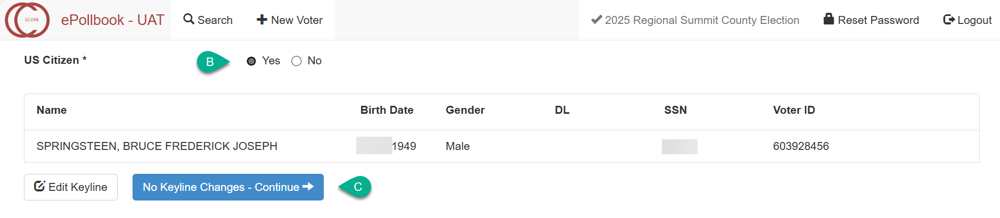 SCORE ePollbook - UAT Search New Voter 2025 Regional Summit County Election Reset Password Logout
US Citizen * B Yes No
Name Birth Date Gender DL SSN Voter ID
SPRINGSTEEN, BRUCE FREDERICK JOSEPH 1949 Male 603928456
Edit Keyline No Keyline Changes - Continue C